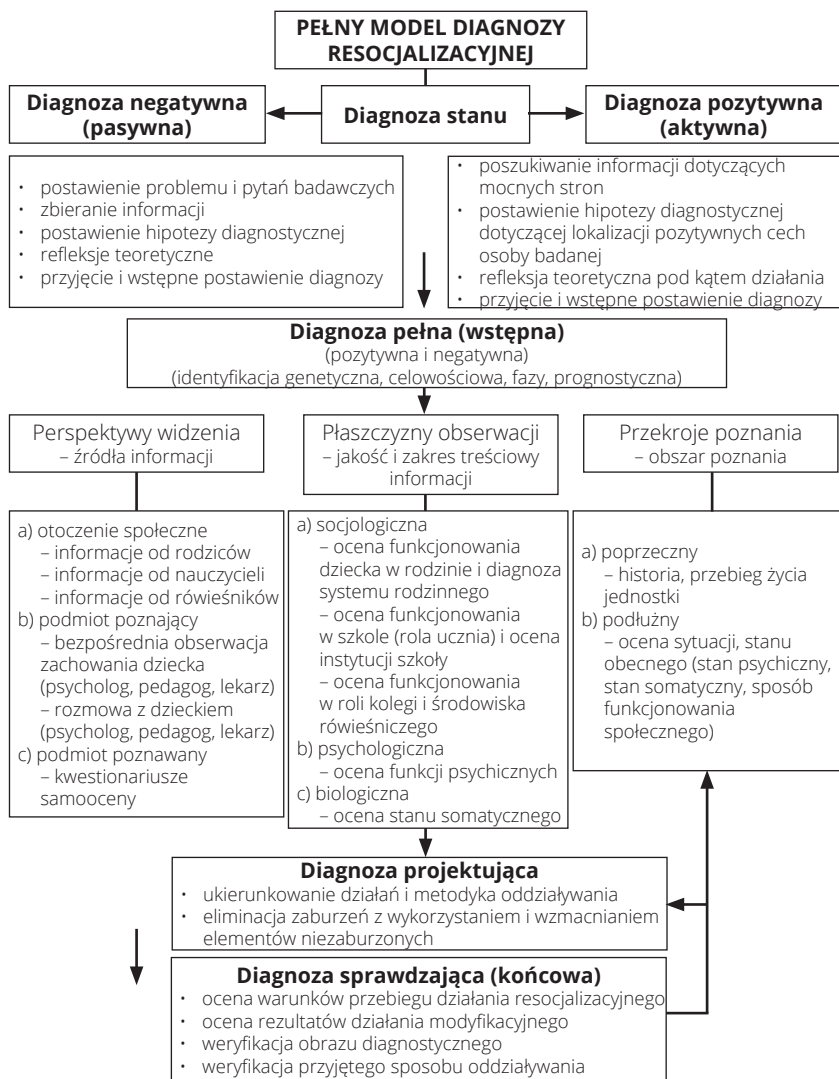 PEŁNY MODEL DIAGNOZY
RESOCJALIZACYJNEJ
Diagnoza negatywna
(pasywna)
Diagnoza stanu
Diagnoza pozytywna
(aktywna)
• postawienie problemu i pytań badawczych
• zbieranie informacji
• postawienie hipotezy diagnostycznej
• refleksje teoretyczne
• przyjęcie i wstępne postawienie diagnozy
• poszukiwanie informacji dotyczących
mocnych stron
• postawienie hipotezy diagnostycznej
dotyczącej lokalizacji pozytywnych cech
osoby badanej
• refleksja teoretyczna pod kątem działania
• przyjęcie i wstępne postawienie diagnozy
Diagnoza pełna (wstępna)
(pozytywna i negatywna)
(identyfikacja genetyczna, celowościowa, fazy, prognostyczna)
Perspektywy widzenia
– źródła informacji
Płaszczyzny obserwacji
– jakość i zakres treściowy
informacji
Przekroje poznania
– obszar poznania
a) otoczenie społeczne
– informacje od rodziców
– informacje od nauczycieli
– informacje od rówieśników
b) podmiot poznający
– bezpośrednia obserwacja
zachowania dziecka
(psycholog, pedagog, lekarz)
– rozmowa z dzieckiem
(psycholog, pedagog, lekarz)
c) podmiot poznawany
– kwestionariusze
samooceny
a) socjologiczna
– ocena funkcjonowania
dziecka w rodzinie i diagnoza
systemu rodzinnego
– ocena funkcjonowania
w szkole (rola ucznia) i ocena
instytucji szkoły
– ocena funkcjonowania
w roli kolegi i środowiska
rówieśniczego
b) psychologiczna
– ocena funkcji psychicznych
c) biologiczna
– ocena stanu somatycznego
a) poprzeczny
– historia, przebieg życia
jednostki
b) podłużny
– ocena sytuacji, stanu
obecnego (stan psychiczny,
stan somatyczny, sposób
funkcjonowania
społecznego)
Diagnoza projektująca
• ukierunkowanie działań i metodyka oddziaływania
• eliminacja zaburzeń z wykorzystaniem i wzmacnianiem
elementów niezaburzonych
Diagnoza sprawdzająca (końcowa)
• ocena warunków przebiegu działania resocjalizacyjnego
• ocena rezultatów działania modyfikacyjnego
• weryfikacja obrazu diagnostycznego
• weryfikacja przyjętego sposobu oddziaływania